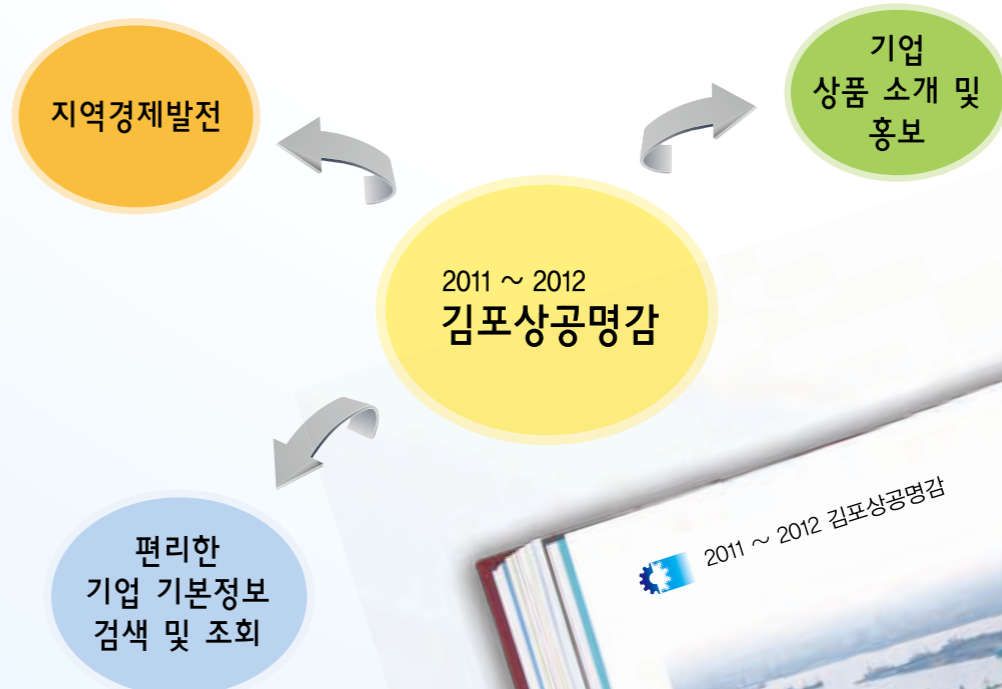 지역경제발전
기업
상품 소개 및
홍보
2011 ~ 2012
김포상공명감
편리한
기업 기본정보
검색 및 조회
2011 ~ 2012 김포상공명감